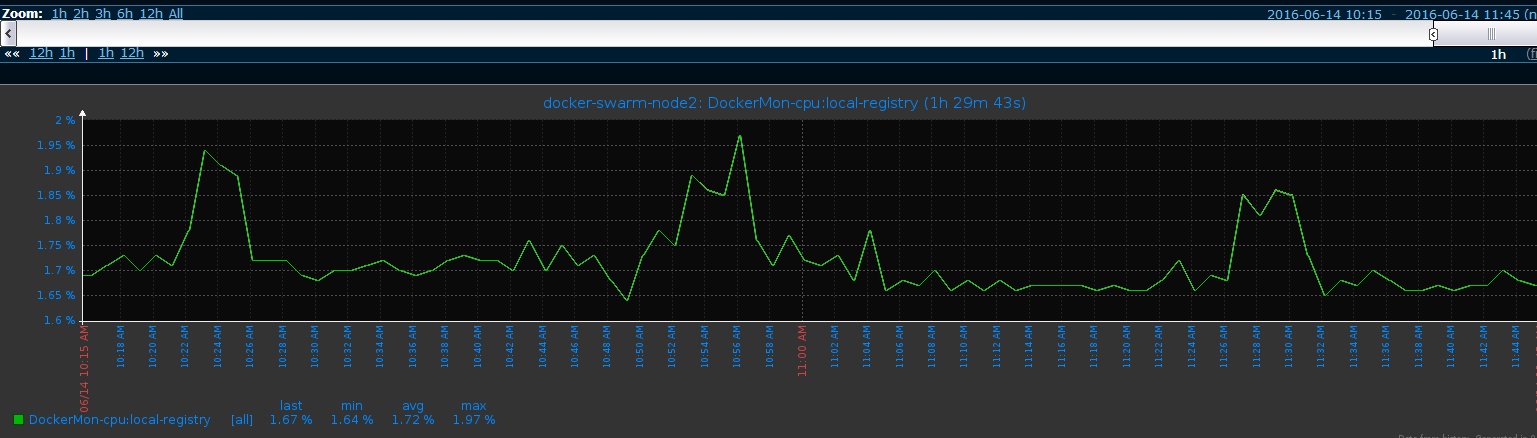 Zoom: 1h 2h 3h 6h 12h All 2016-06-14 10:15 - 2016-06-14 11:45 (n
«« 12h 1h | 1h 12h »» 1h (fi
docker-swarm-node2: DockerMon-cpu:local-registry (1h 29m 43s)
2 %
1.95 %
1.9 %
1.85 %
1.8 %
1.75 %
1.7 %
1.65 %
1.6 %
06/14 10:15 AM 10:18 AM 10:20 AM 10:22 AM 10:24 AM 10:26 AM 10:28 AM 10:30 AM 10:32 AM 10:34 AM 10:36 AM 10:38 AM 10:40 AM 10:42 AM 10:44 AM 10:46 AM 10:48 AM 10:50 AM 10:52 AM 10:54 AM 10:56 AM 10:58 AM 11:00 AM 11:02 AM 11:04 AM 11:06 AM 11:08 AM 11:10 AM 11:12 AM 11:14 AM 11:16 AM 11:18 AM 11:20 AM 11:22 AM 11:24 AM 11:26 AM 11:28 AM 11:30 AM 11:32 AM 11:34 AM 11:36 AM 11:38 AM 11:40 AM 11:42 AM 11:44 AM
last min avg max
DockerMon-cpu:local-registry [all] 1.67 % 1.64 % 1.72 % 1.97 %